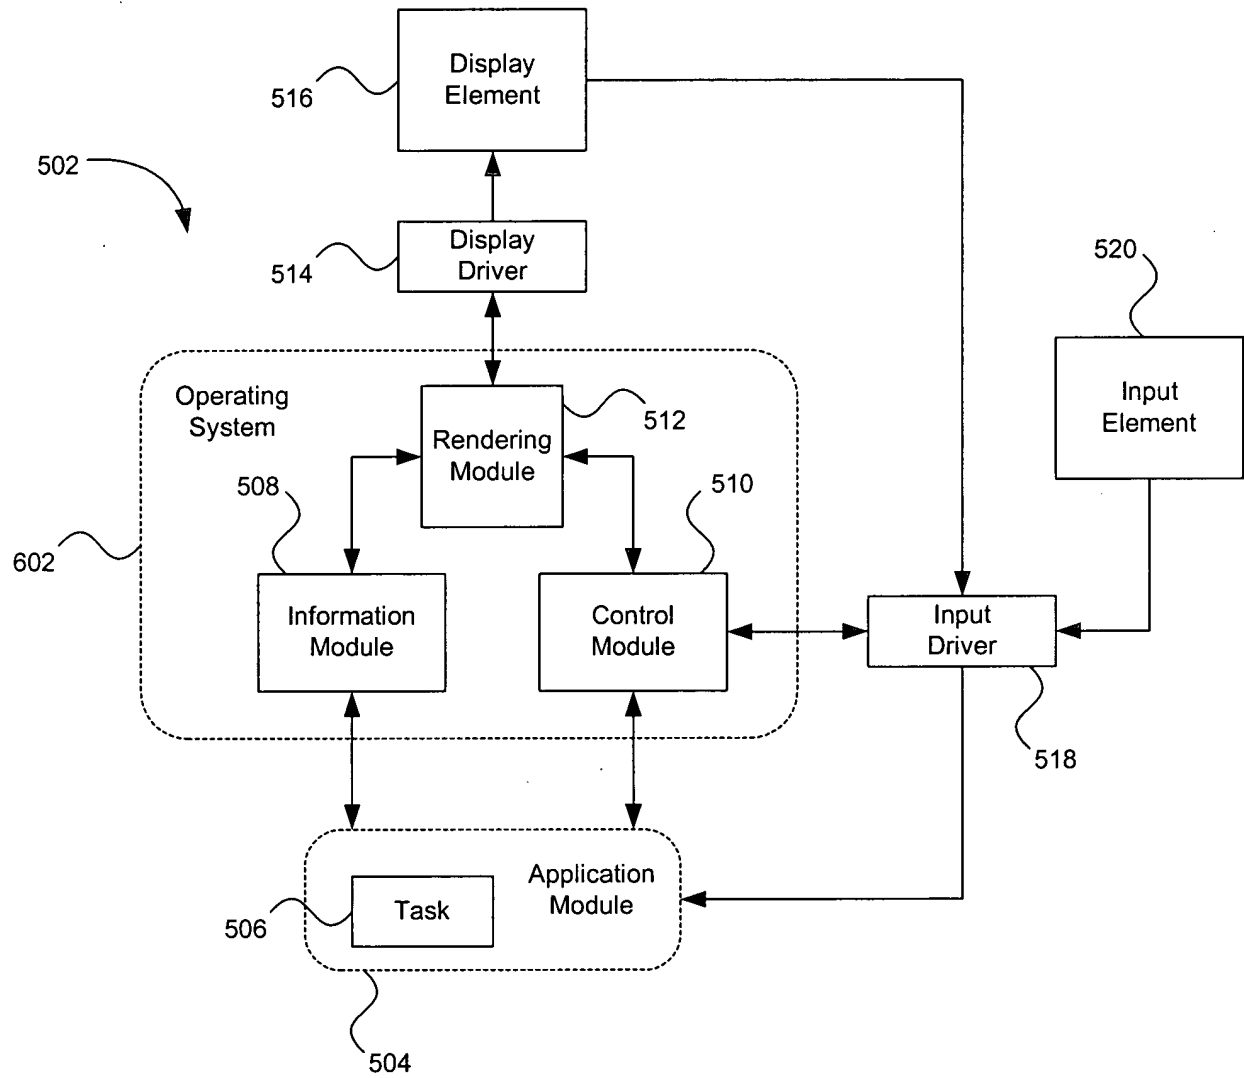 Display
Element
516
502
Display
Driver
514
520
Input
Element
Operating
System
512
Rendering
Module
508
510
602
Information
Module
Control
Module
Input
Driver
518
Application
Module
Task
506
504